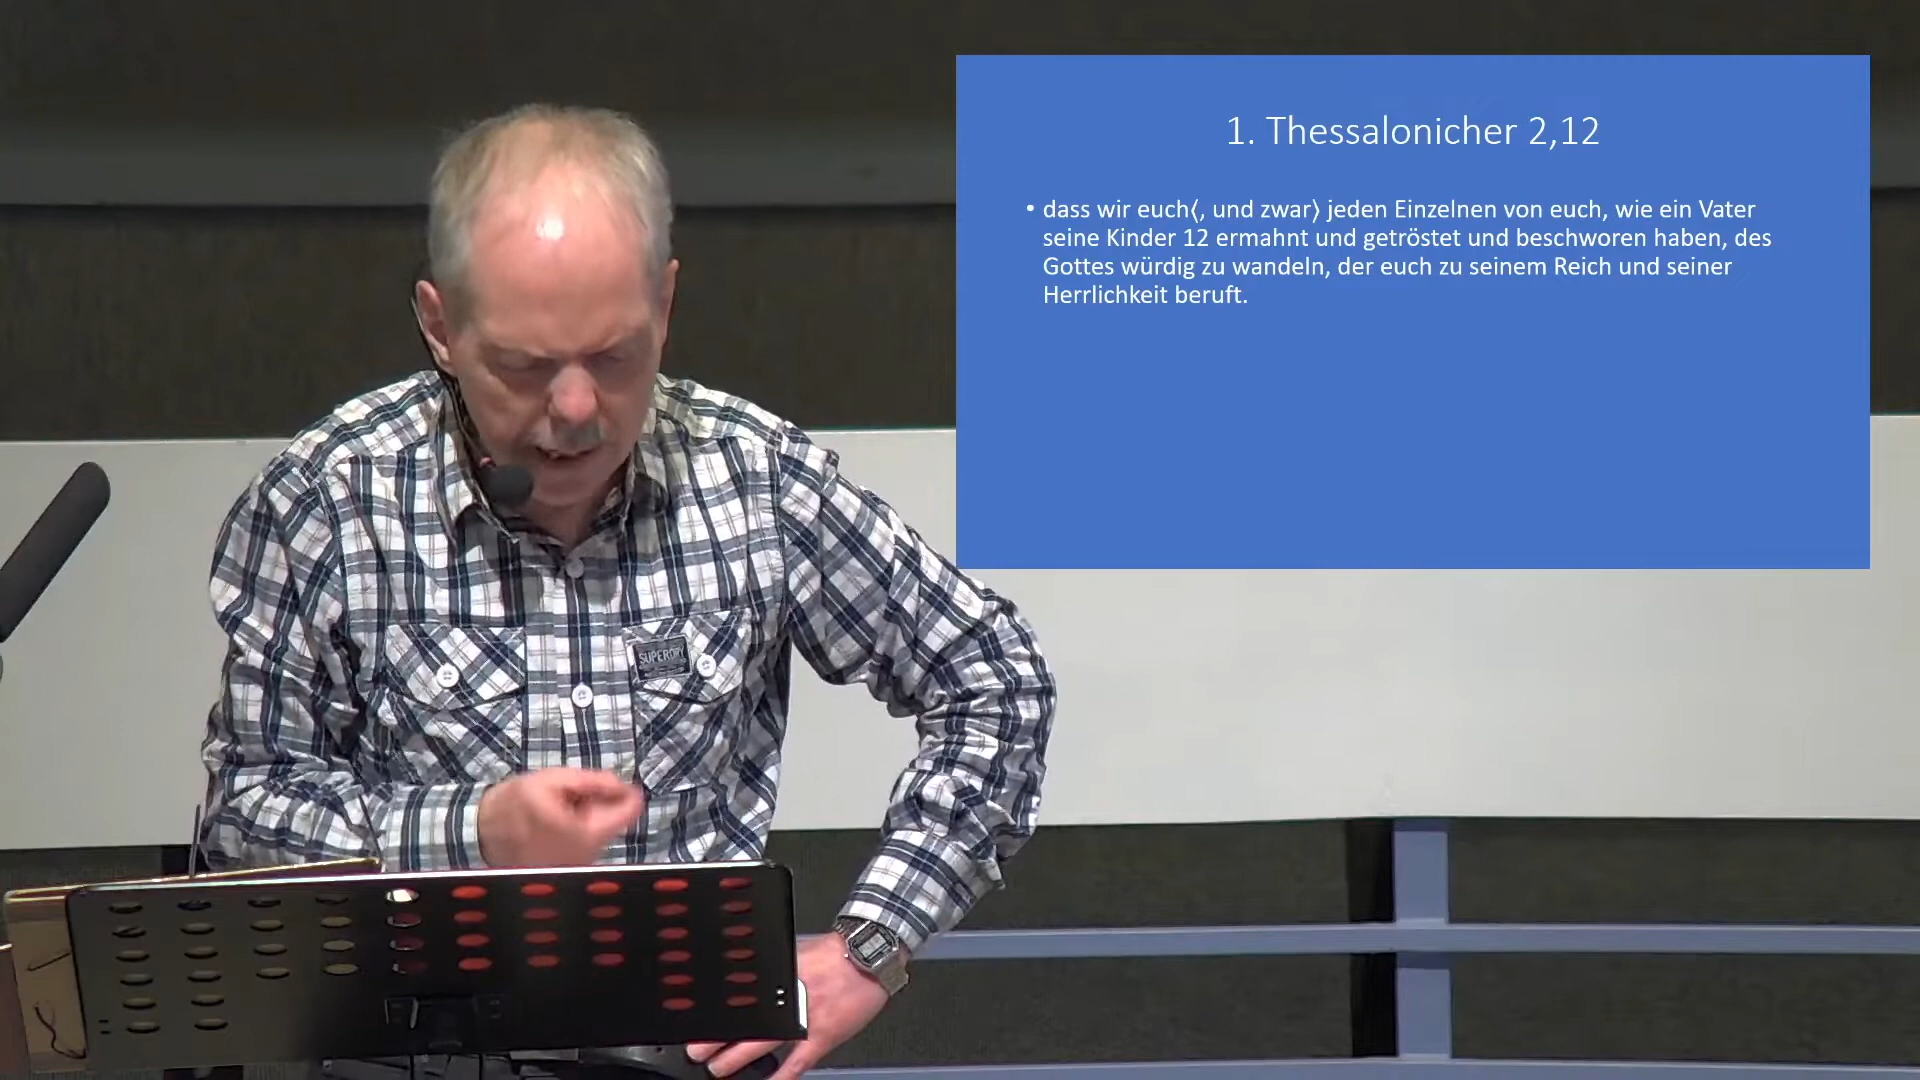 1. Thessalonicher 2,12
• dass wir euch⟨, und zwar⟩ jeden Einzelnen von euch, wie ein Vater
seine Kinder 12 ermahnt und getröstet und beschworen haben, des
Gottes würdig zu wandeln, der euch zu seinem Reich und seiner
Herrlichkeit beruft.
SUPERDRY